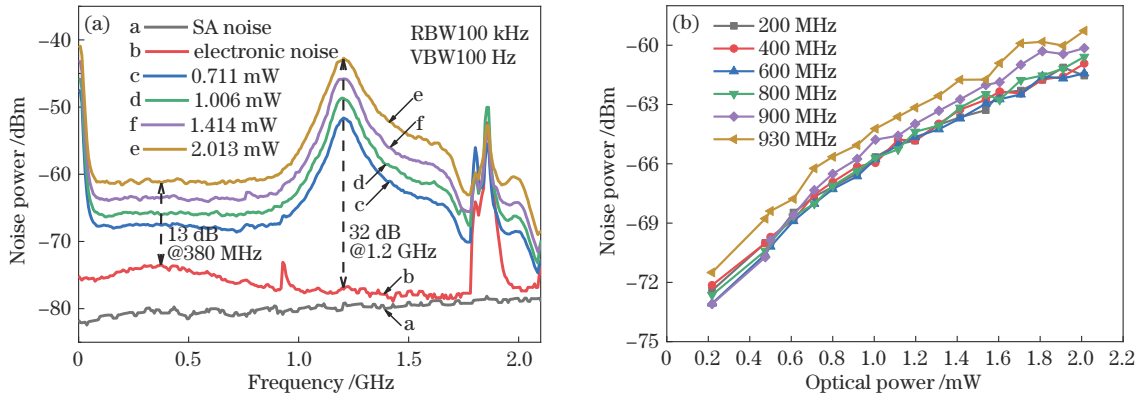 (a)
a SA noise
b electronic noise
c 0.711 mW
d 1.006 mW
f 1.414 mW
e 2.013 mW
RBW100 kHz
VBW100 Hz
e
f
d
c
b
a
13 dB
@380 MHz
32 dB
@1.2 GHz
−40
−50
−60
−70
−80
Noise power /dBm
0 0.5 1.0 1.5 2.0
Frequency /GHz
(b)
200 MHz
400 MHz
600 MHz
800 MHz
900 MHz
930 MHz
−60
−63
−66
−69
−72
−75
Noise power /dBm
0 0.2 0.4 0.6 0.8 1.0 1.2 1.4 1.6 1.8 2.0 2.2
Optical power /mW